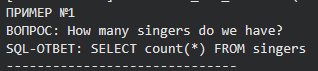 ПРИМЕР №1
ВОПРОС: How many singers do we have?
SQL-ОТВЕТ: SELECT count(*) FROM singers
------------------------------